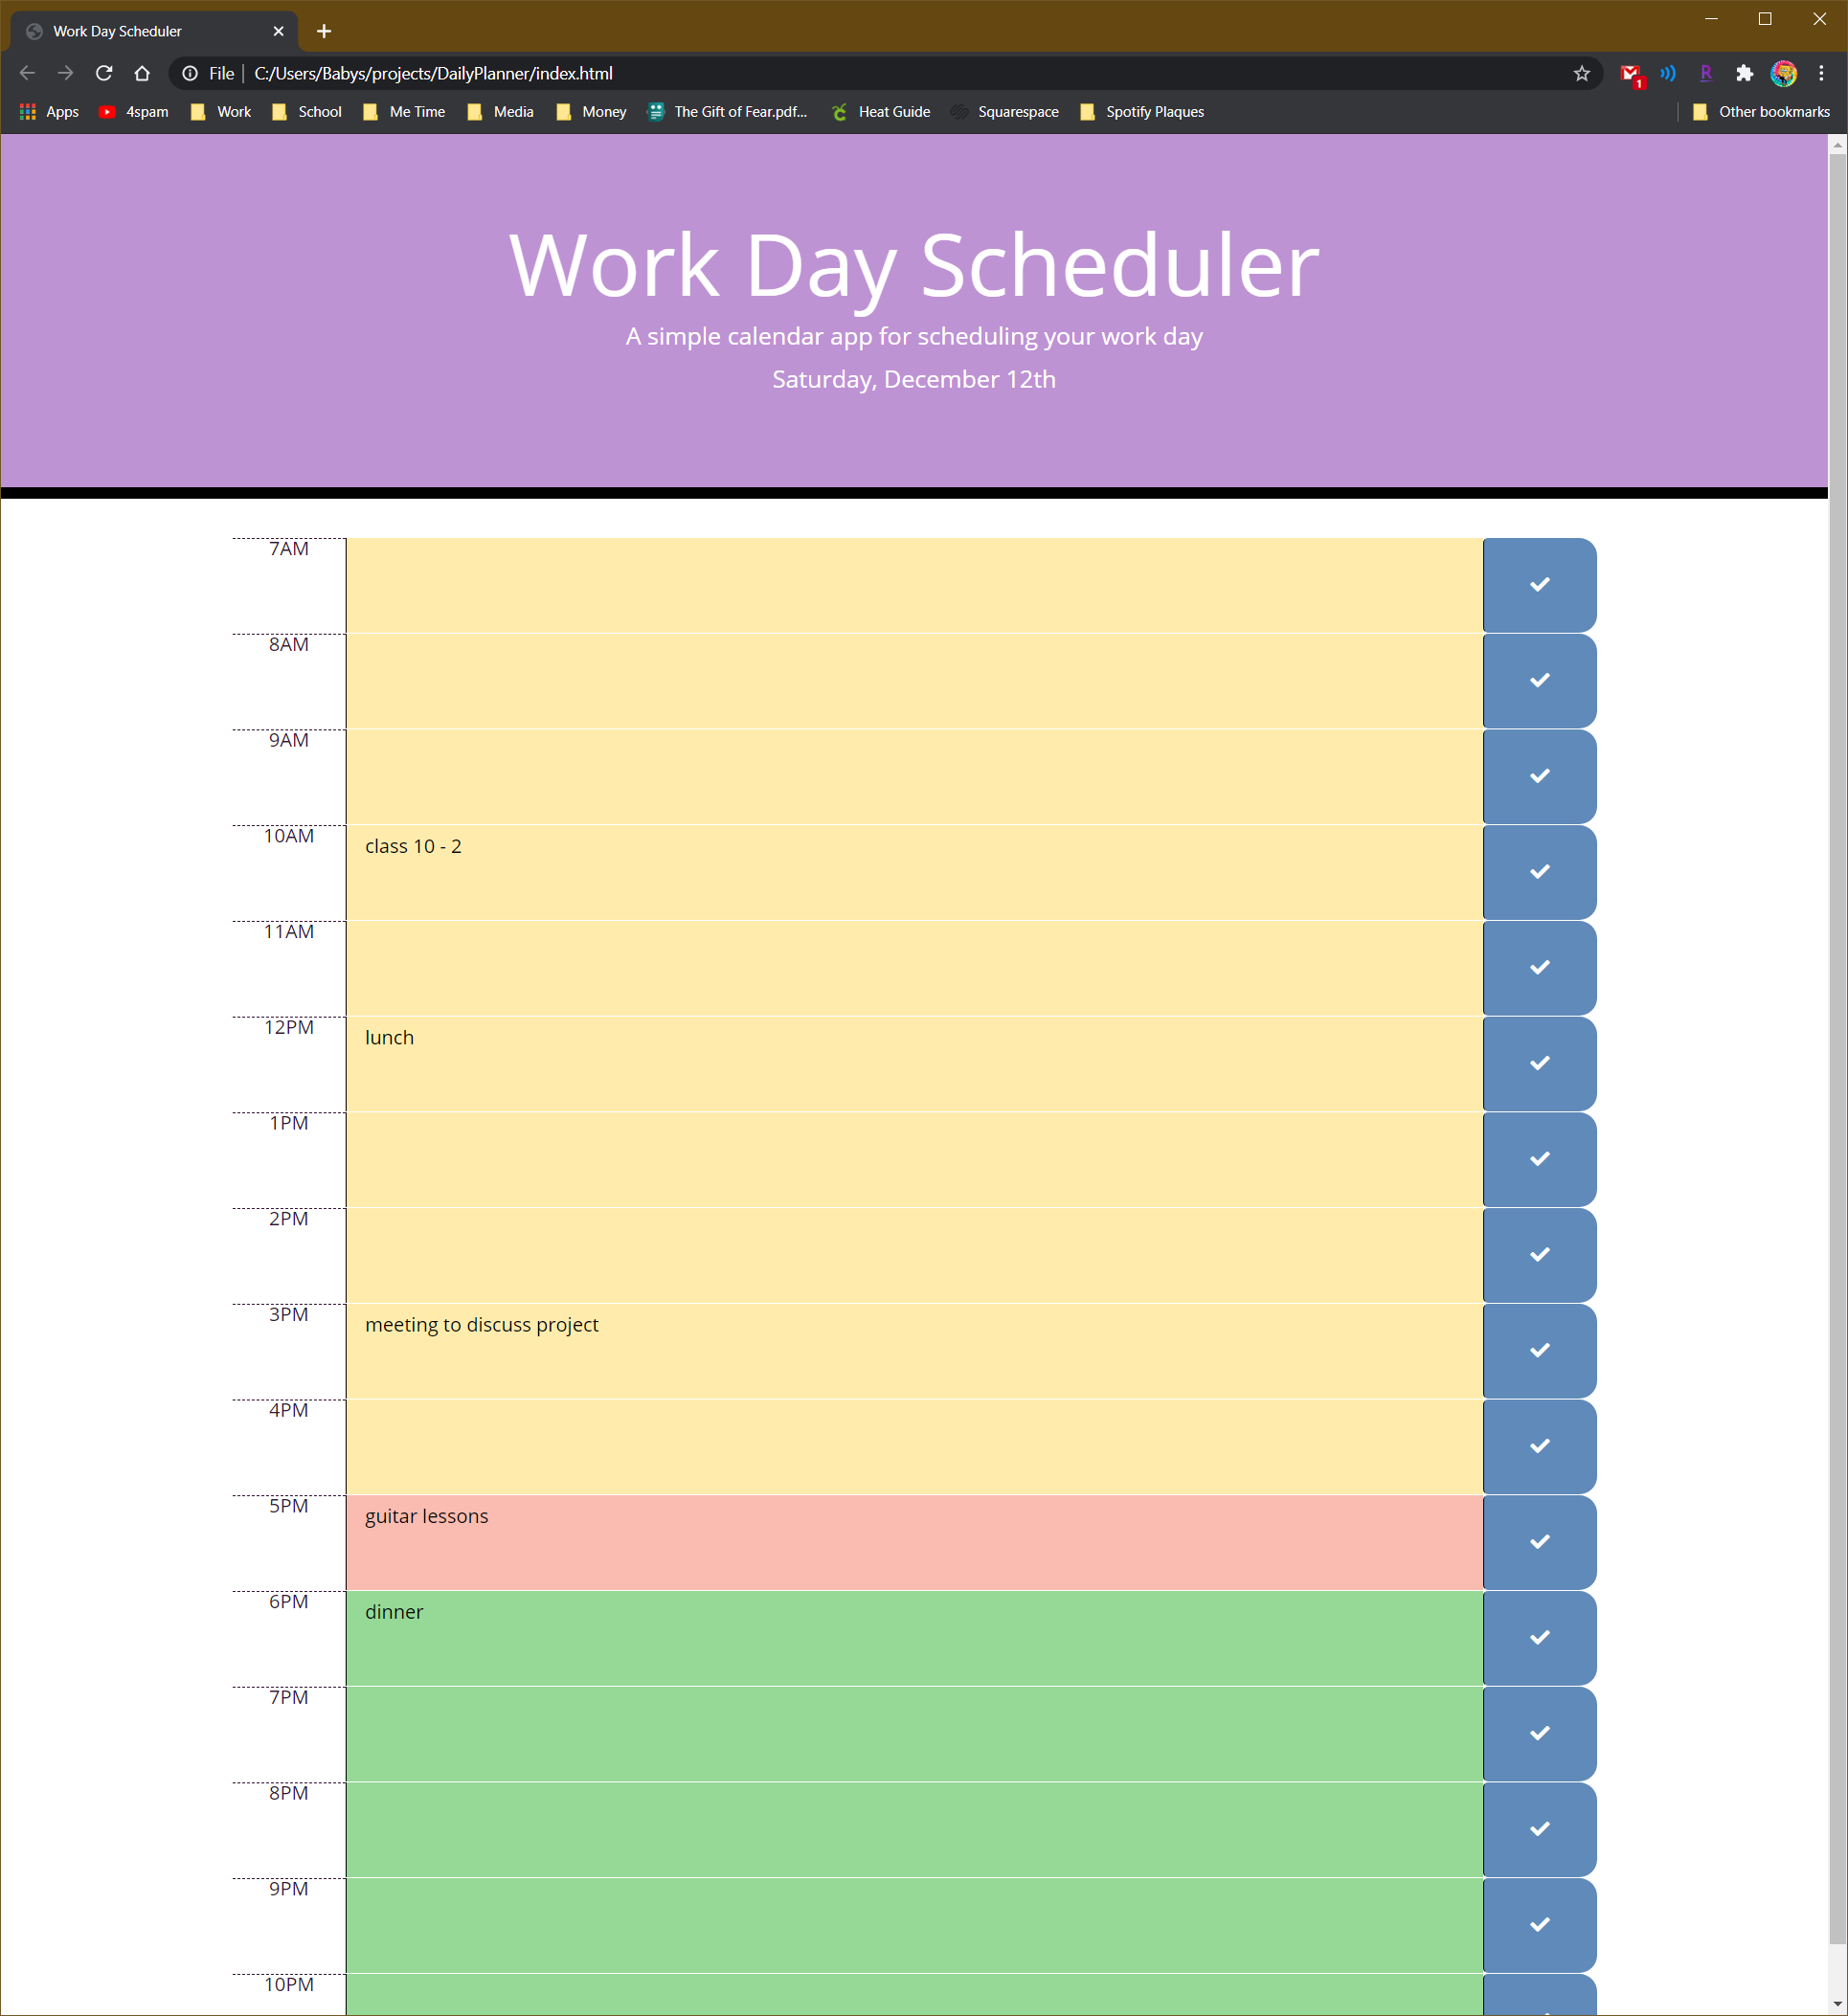 Work Day Scheduler
File C:/Users/Babys/projects/DailyPlanner/index.html
1
R
Apps 4spam Work School Me Time Media Money The Gift of Fear.pdf... Heat Guide Squarespace Spotify Plaques Other bookmarks
Work Day Scheduler
A simple calendar app for scheduling your work day
Saturday, December 12th
7AM
8AM
9AM
10AM class 10 - 2
11AM
12PM lunch
1PM
2PM
3PM meeting to discuss project
4PM
5PM guitar lessons
6PM dinner
7PM
8PM
9PM
10PM